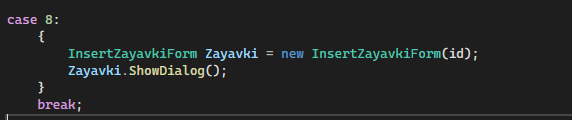 case 8:
{
InsertZayavkiForm Zayavki = new InsertZayavkiForm(id);
Zayavki.ShowDialog();
}
break;